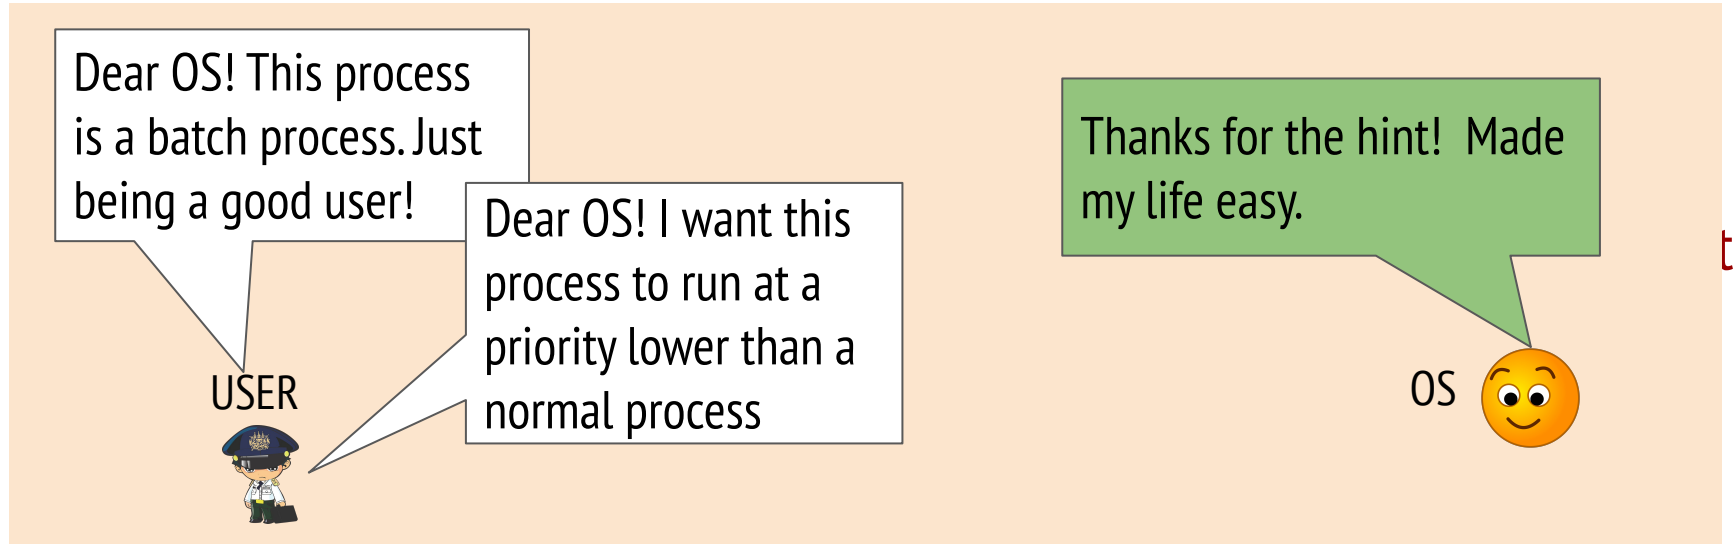 Dear OS! This process
is a batch process. Just
being a good user!
Dear OS! I want this
process to run at a
priority lower than a
normal process
USER
Thanks for the hint!  Made
my life easy.
OS
t